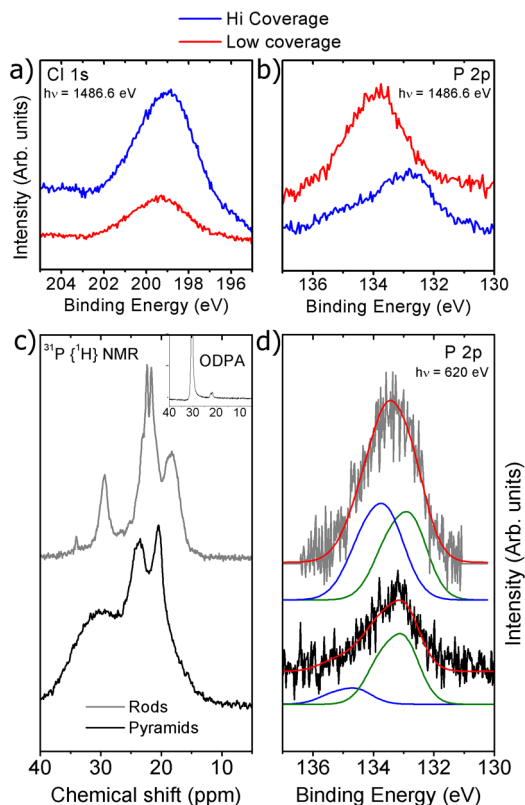 Hi Coverage
Low coverage
a)
Cl 1s
hν = 1486.6 eV
b)
P 2p
hν = 1486.6 eV
Intensity (Arb. units)
204 202 200 198 196
Binding Energy (eV)
136 134 132 130
Binding Energy (eV)
c)
³¹P {¹H} NMR
ODPA
40 30 20 10
Rods
Pyramids
40 30 20 10
Chemical shift (ppm)
d)
P 2p
hν = 620 eV
Intensity (Arb. units)
136 134 132 130
Binding Energy (eV)